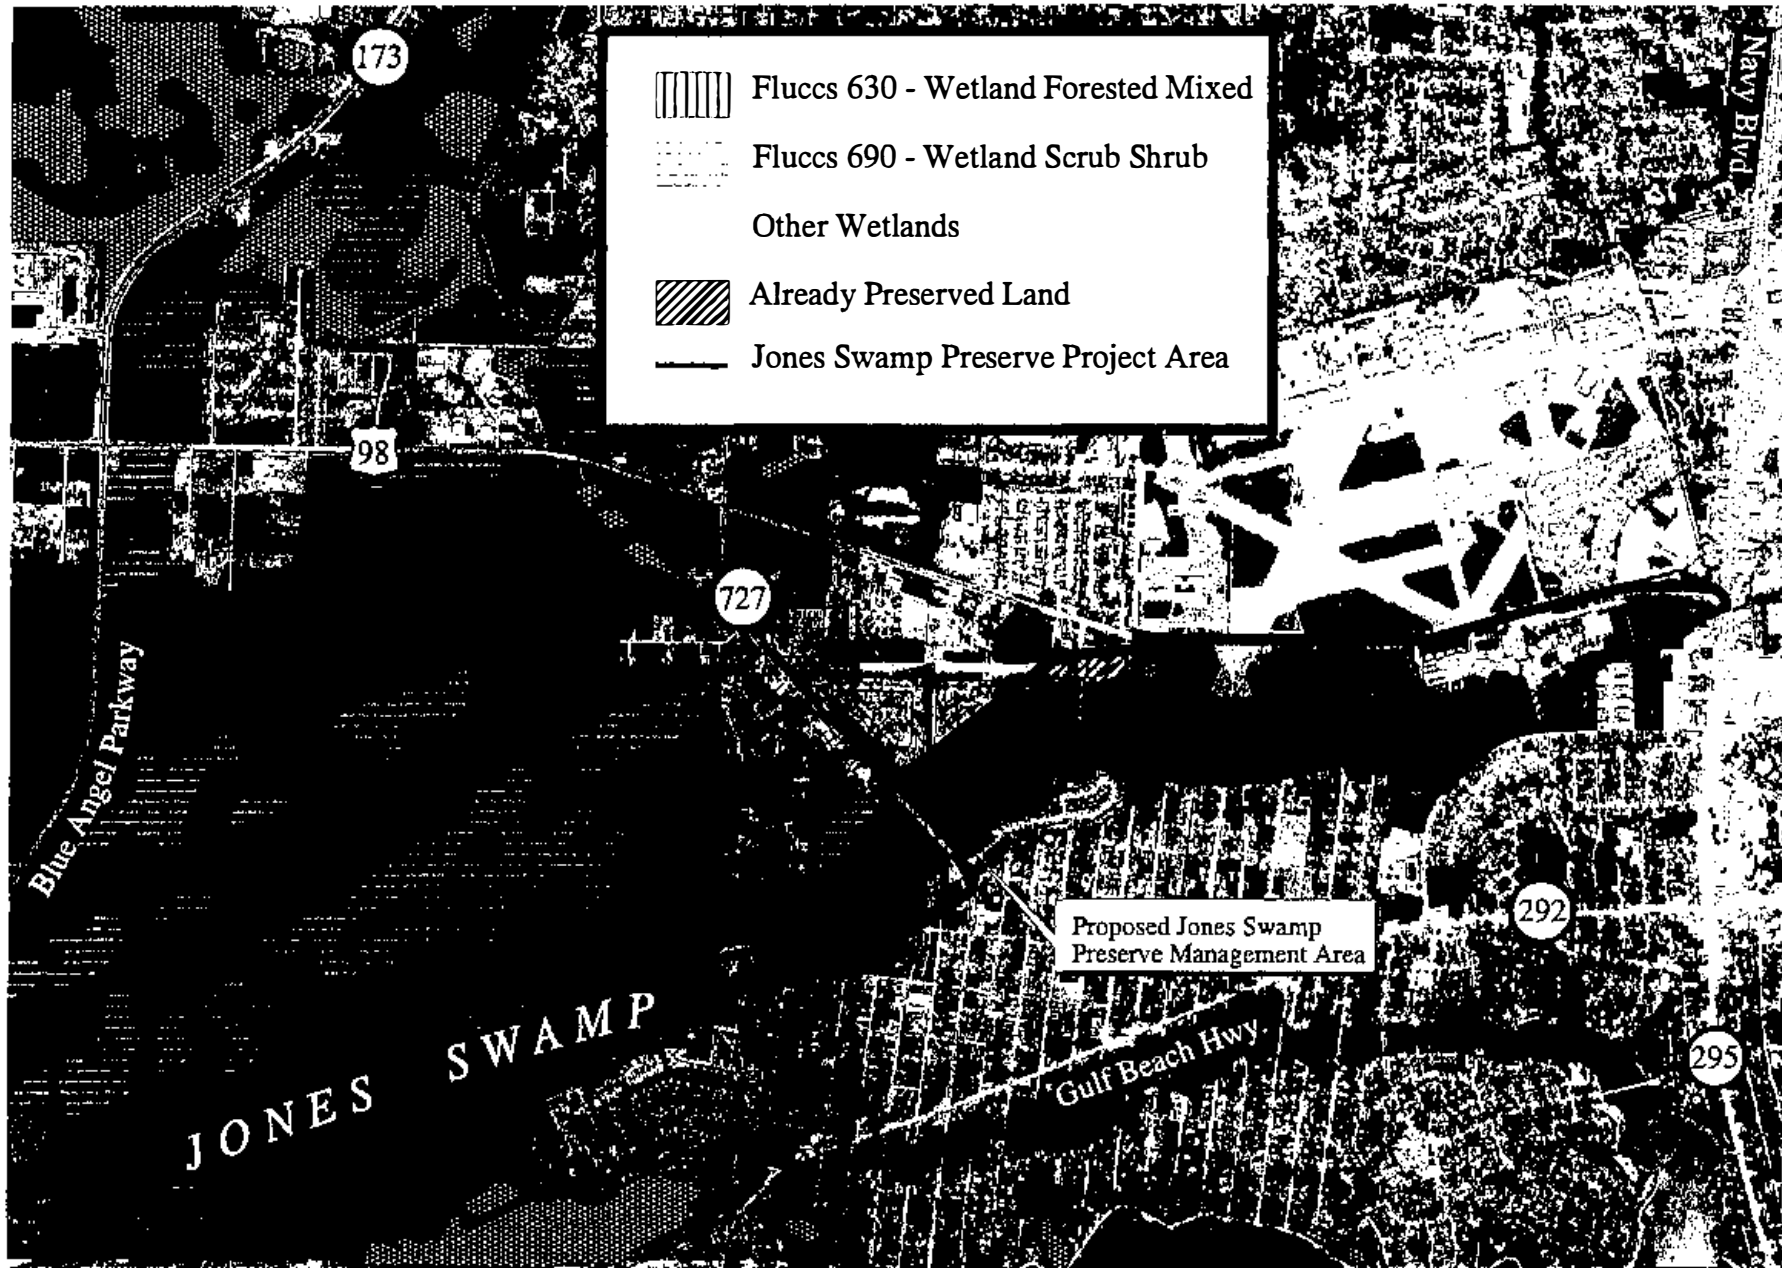 173
Fluccs 630 - Wetland Forested Mixed
Fluccs 690 - Wetland Scrub Shrub
Other Wetlands
Already Preserved Land
Jones Swamp Preserve Project Area
Navy Blvd
98
727
Blue Angel Parkway
292
Proposed Jones Swamp
Preserve Management Area
JONES SWAMP
Gulf Beach Hwy.
295